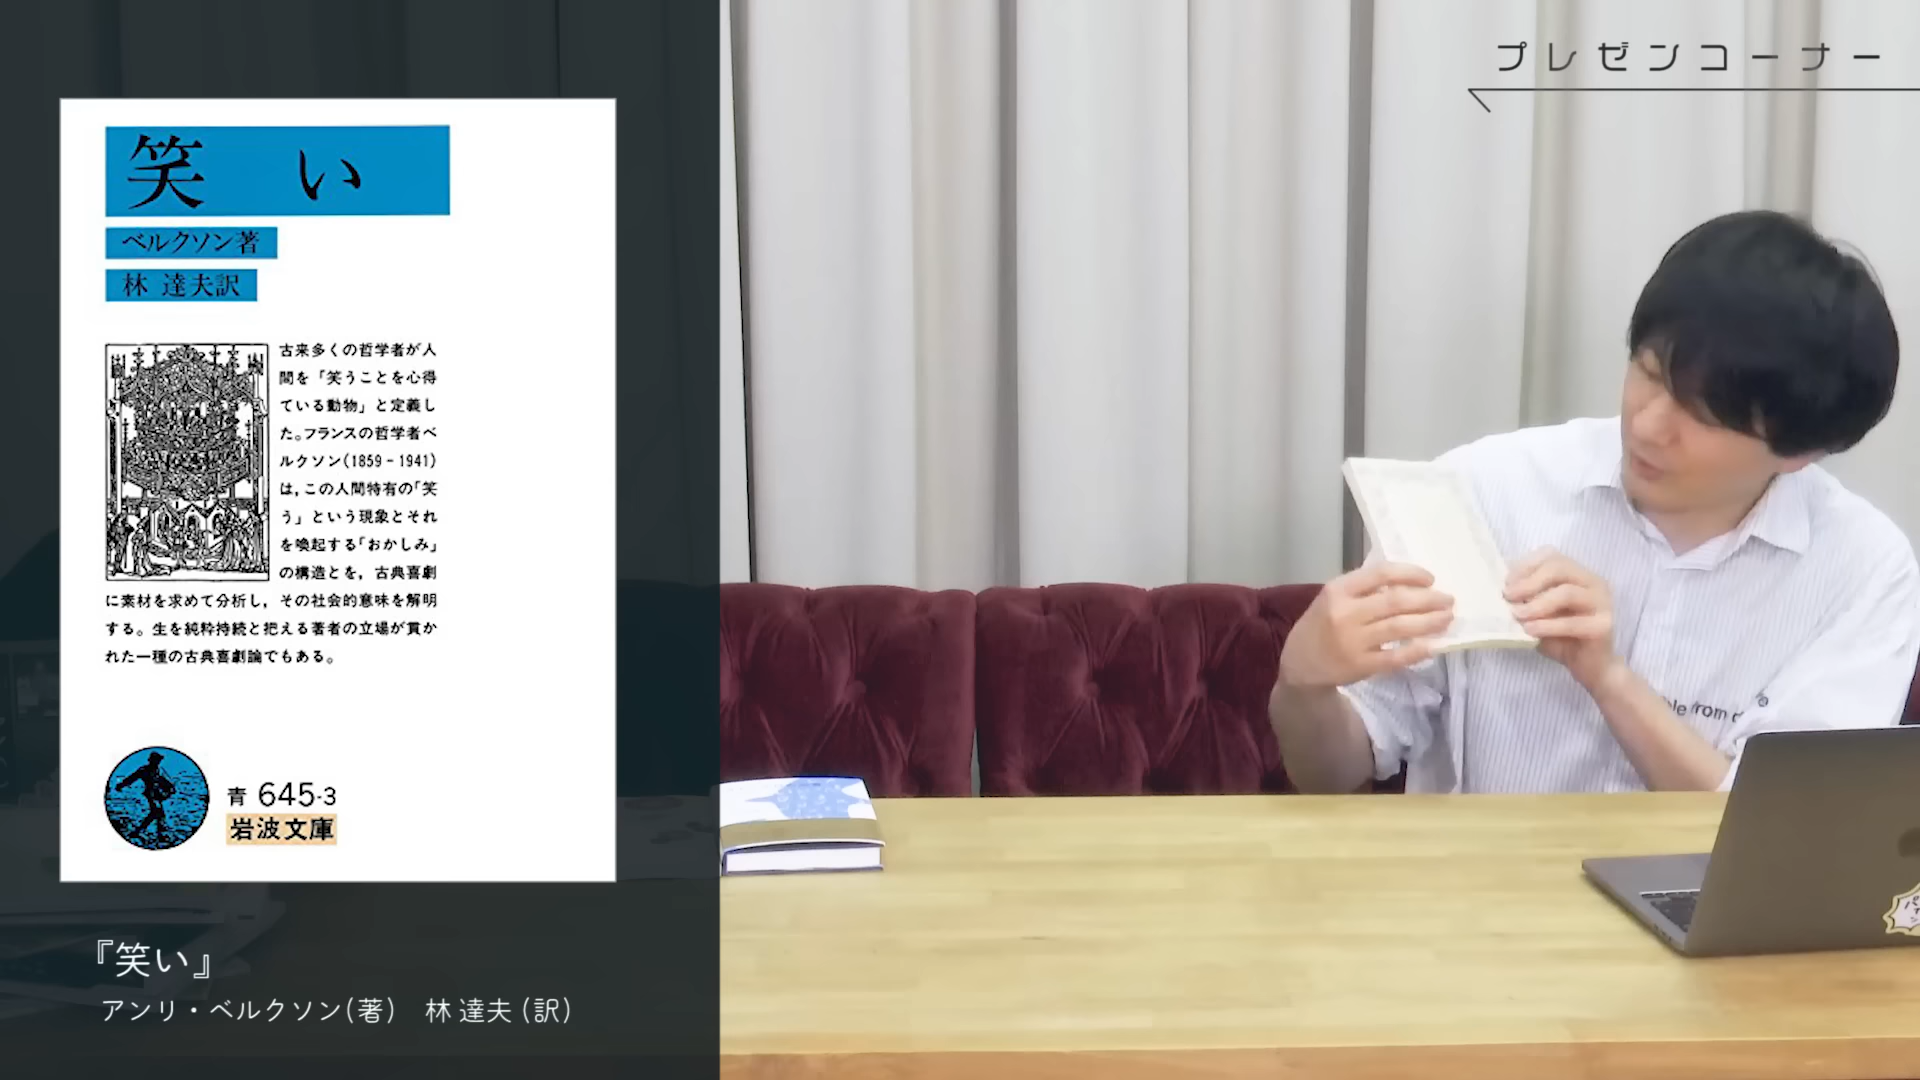 プレゼンコーナー
笑い
ベルクソン著
林 達夫訳
古来多くの哲学者が人
間を「笑うことを心得
ている動物」と定義し
た。フランスの哲学者ベ
ルクソン(1859-1941)
は,この人間特有の「笑
う」という現象とそれ
を喚起する「おかしみ」
の構造とを,古典喜劇
に素材を求めて分析し,その社会的意味を解明
する。生を純粋持続と把える著者の立場が貫か
れた一種の古典喜劇論でもある。
青 645-3
岩波文庫
『笑い』
アンリ・ベルクソン(著) 林 達夫(訳)
from